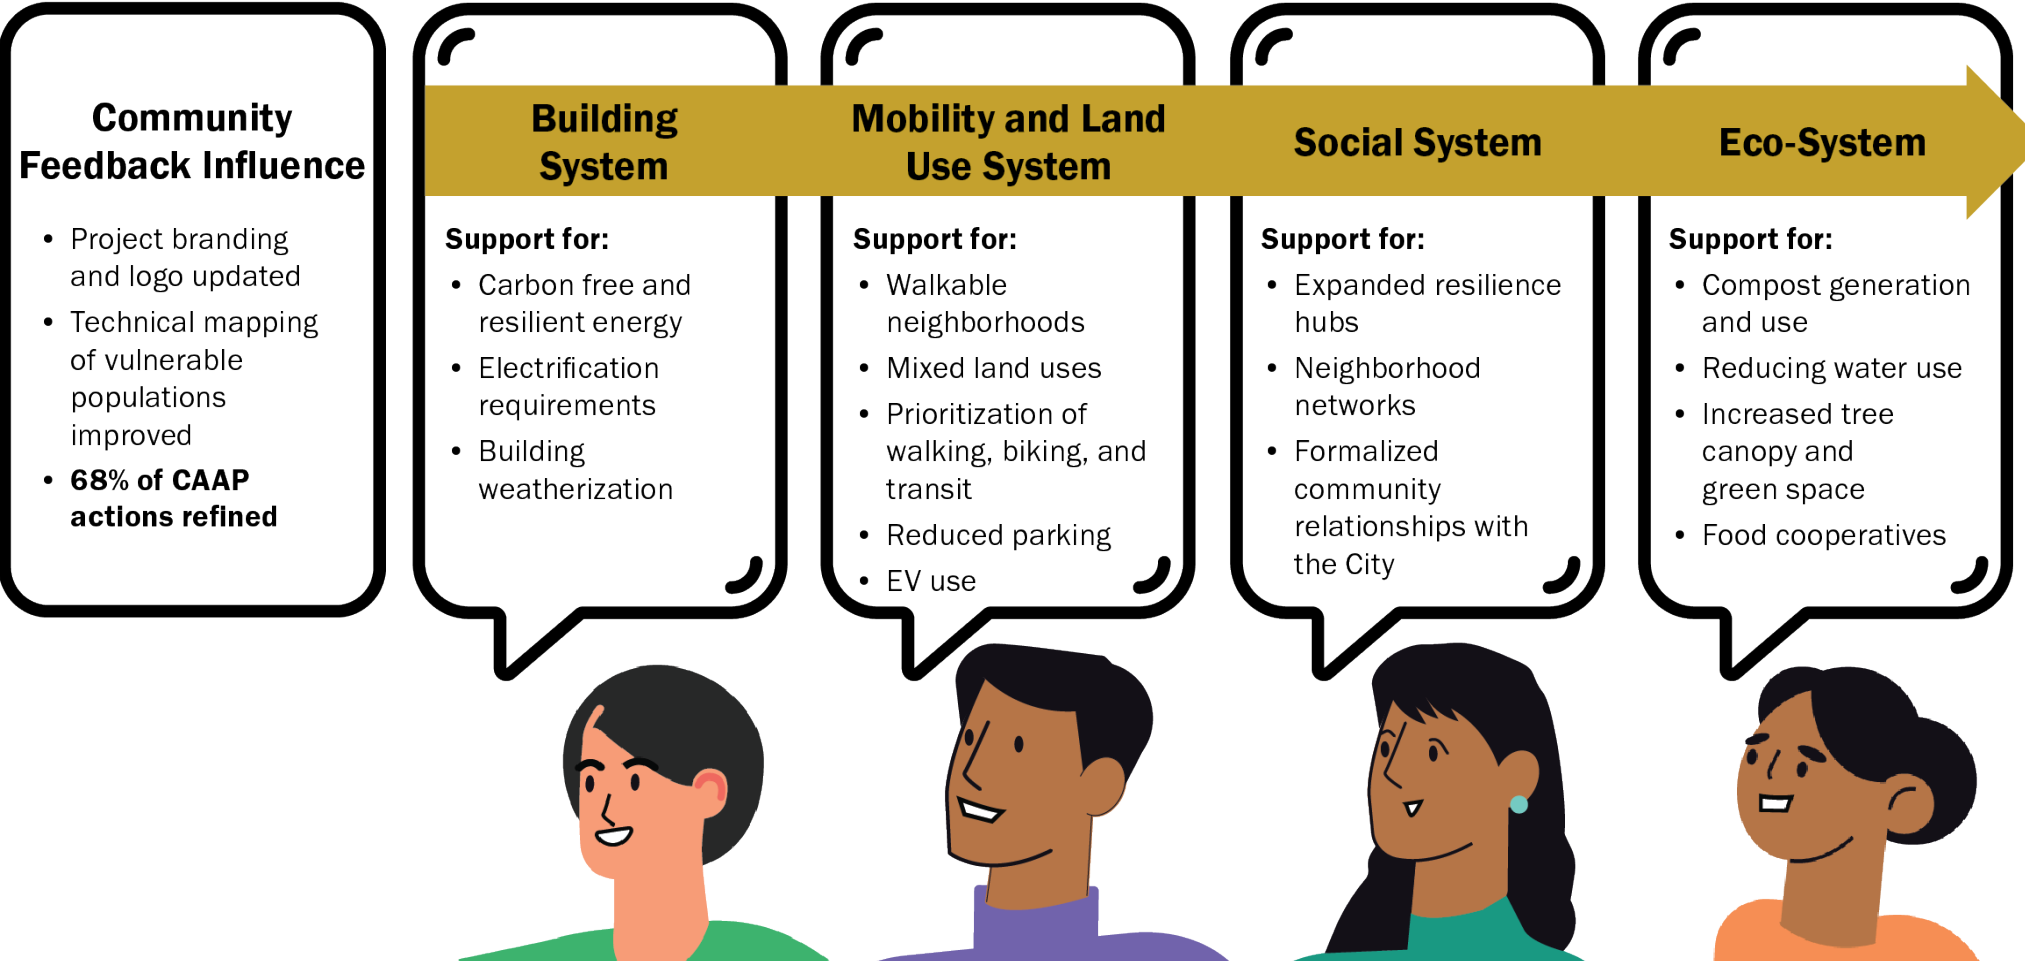 Community
Feedback Influence
• Project branding
and logo updated
• Technical mapping
of vulnerable
populations
improved
• 68% of CAAP
actions refined
Building
System
Support for:
• Carbon free and
resilient energy
• Electrification
requirements
• Building
weatherization
Mobility and Land
Use System
Support for:
• Walkable
neighborhoods
• Mixed land uses
• Prioritization of
walking, biking, and
transit
• Reduced parking
• EV use
Social System
Support for:
• Expanded resilience
hubs
• Neighborhood
networks
• Formalized
community
relationships with
the City
Eco-System
Support for:
• Compost generation
and use
• Reducing water use
• Increased tree
canopy and
green space
• Food cooperatives